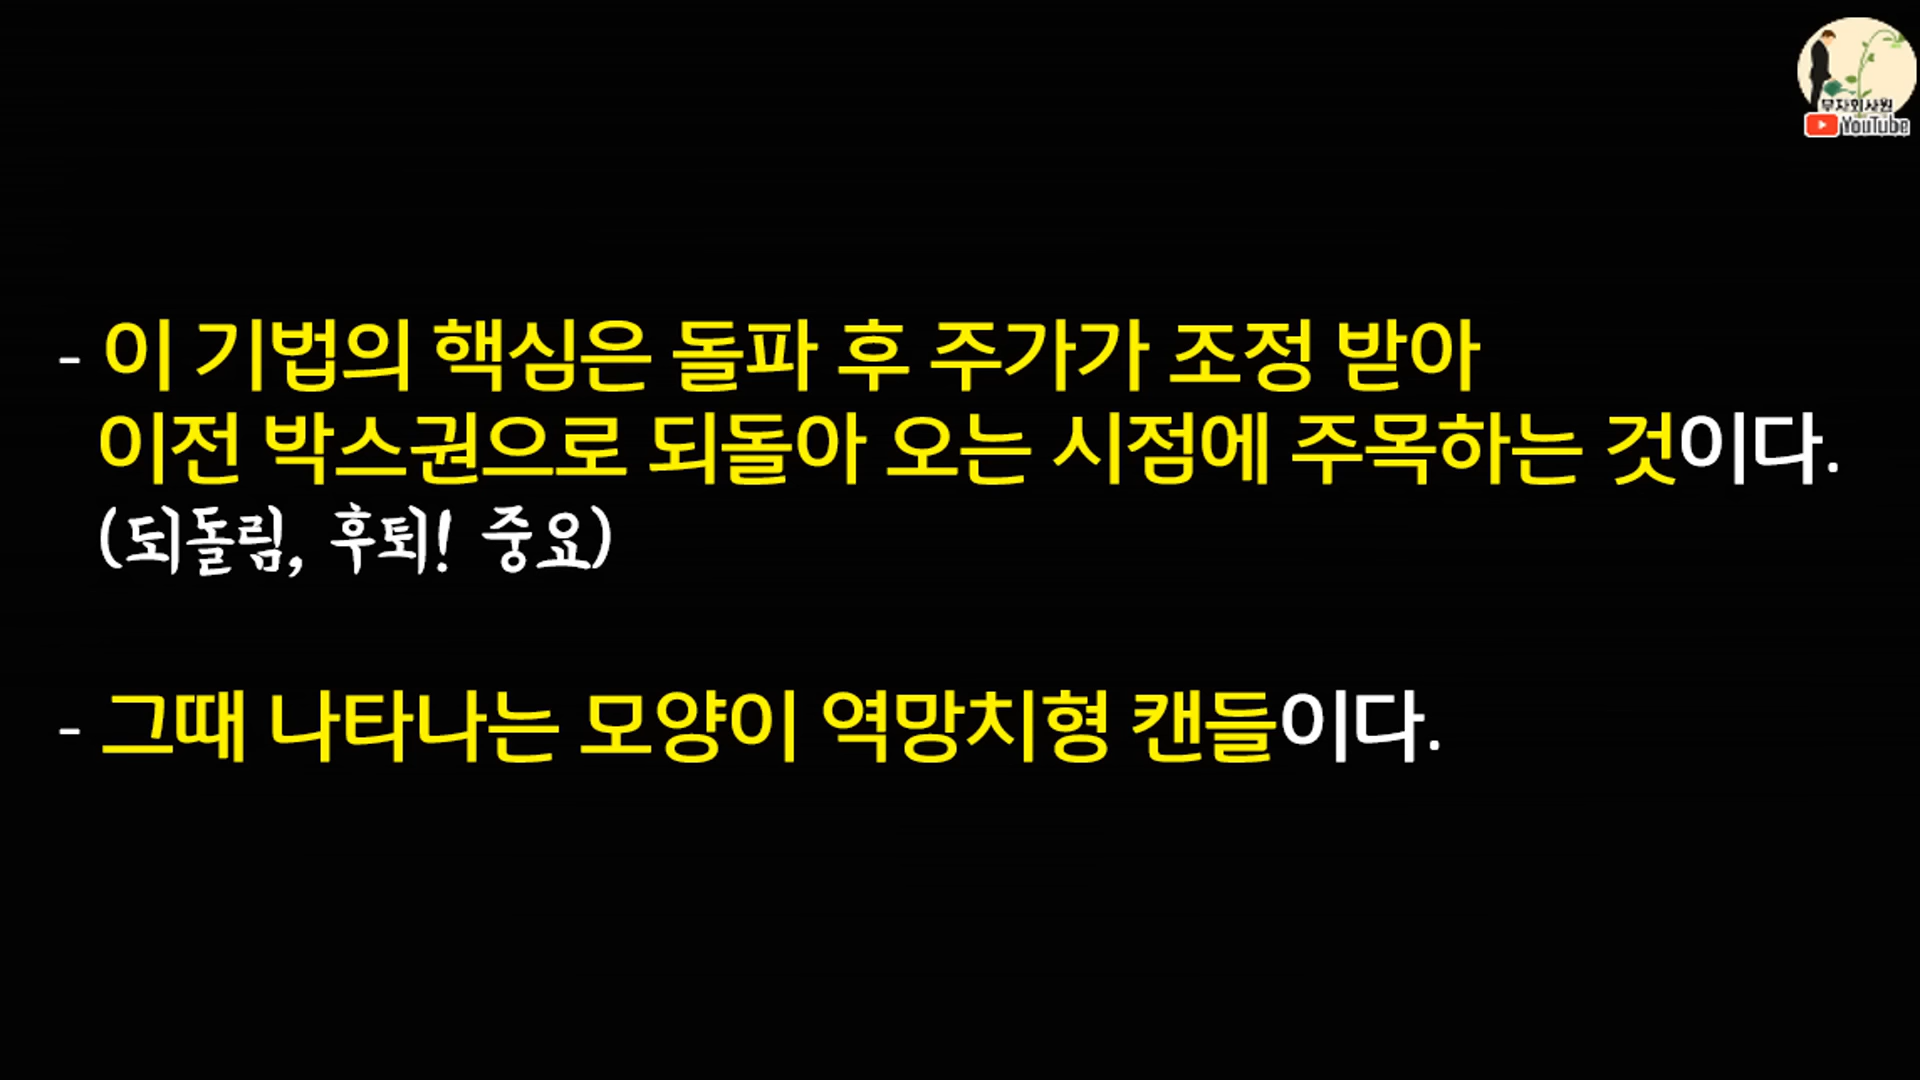 부자회사원
YouTube
- 이 기법의 핵심은 돌파 후 주가가 조정 받아
이전 박스권으로 되돌아 오는 시점에 주목하는 것이다.
(되돌림, 후퇴! 중요)
- 그때 나타나는 모양이 역망치형 캔들이다.